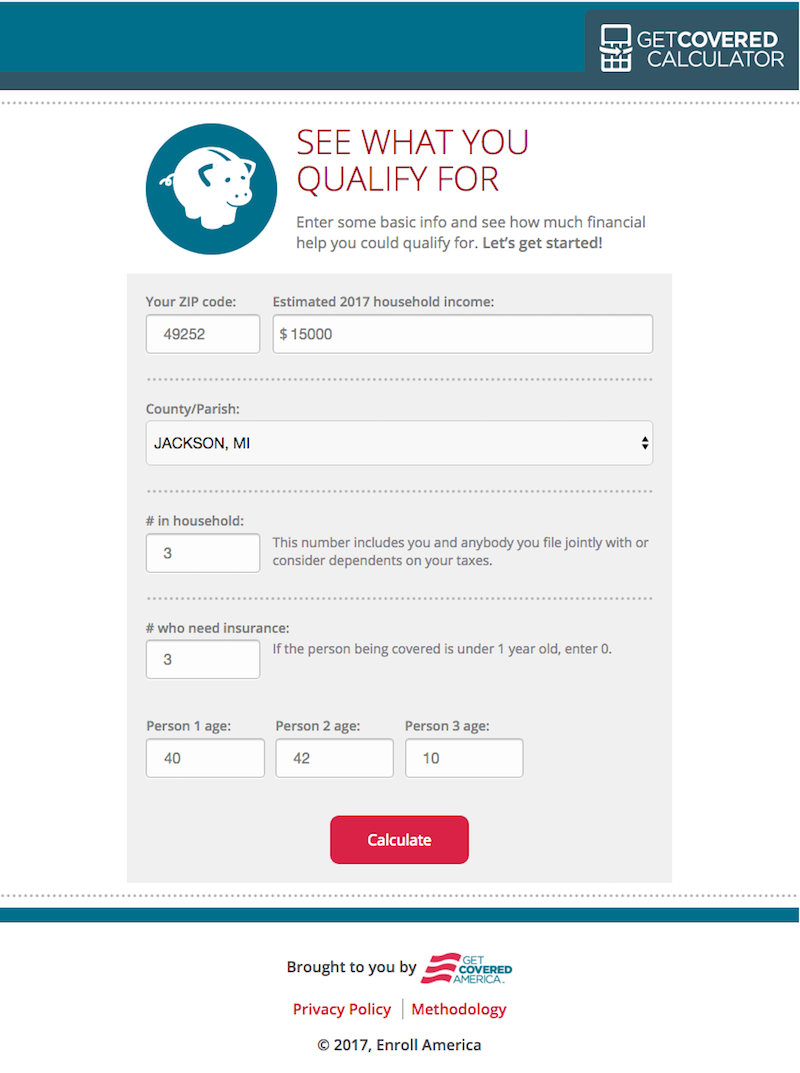 GETCOVERED
CALCULATOR
SEE WHAT YOU
QUALIFY FOR
Enter some basic info and see how much financial
help you could qualify for. Let's get started!
Your ZIP code: Estimated 2017 household income:
49252 $ 15000
County/Parish:
JACKSON, MI
# in household:
3 This number includes you and anybody you file jointly with or
consider dependents on your taxes.
# who need insurance:
3 If the person being covered is under 1 year old, enter 0.
Person 1 age: Person 2 age: Person 3 age:
40 42 10
Calculate
Brought to you by GET
COVERED
AMERICA
Privacy Policy Methodology
© 2017, Enroll America